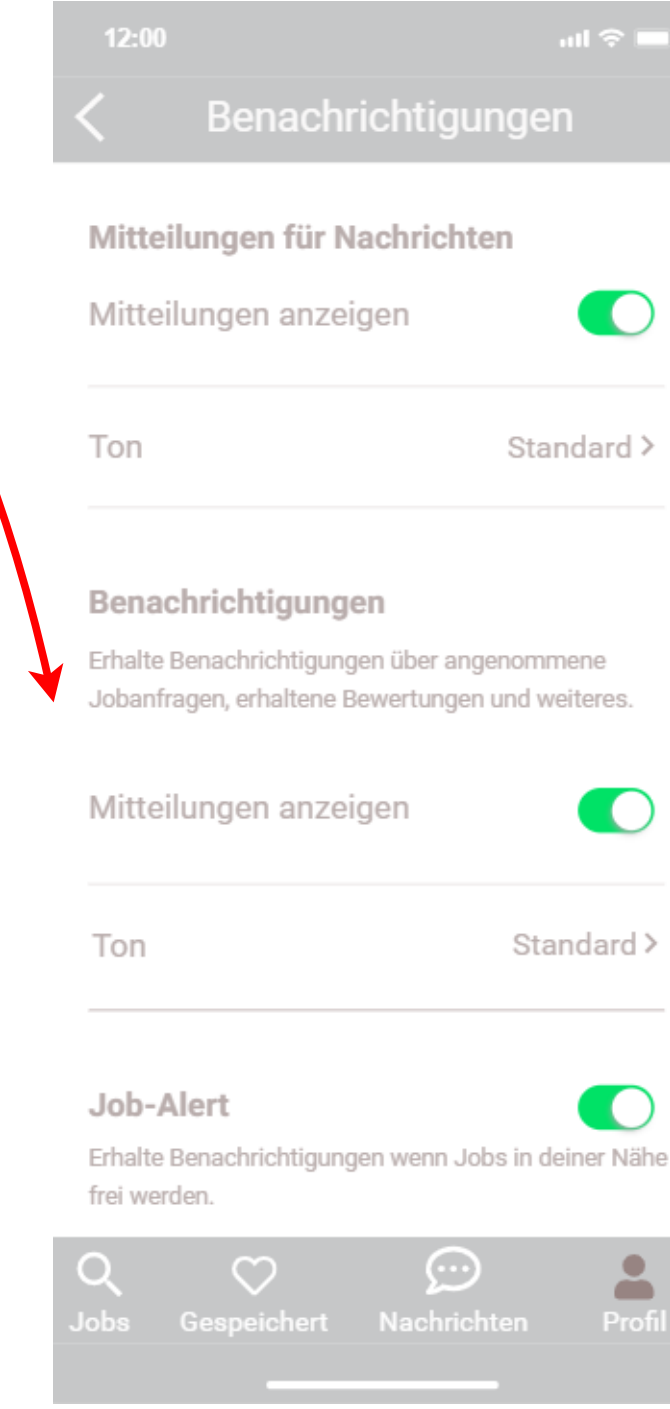 12:00
Benachrichtigungen
Mitteilungen für Nachrichten
Mitteilungen anzeigen
Ton Standard >
Benachrichtigungen
Erhalte Benachrichtigungen über angenommene
Jobanfragen, erhaltene Bewertungen und weiteres.
Mitteilungen anzeigen
Ton Standard >
Job-Alert
Erhalte Benachrichtigungen wenn Jobs in deiner Nähe
frei werden.
Jobs Gespeichert Nachrichten Profil